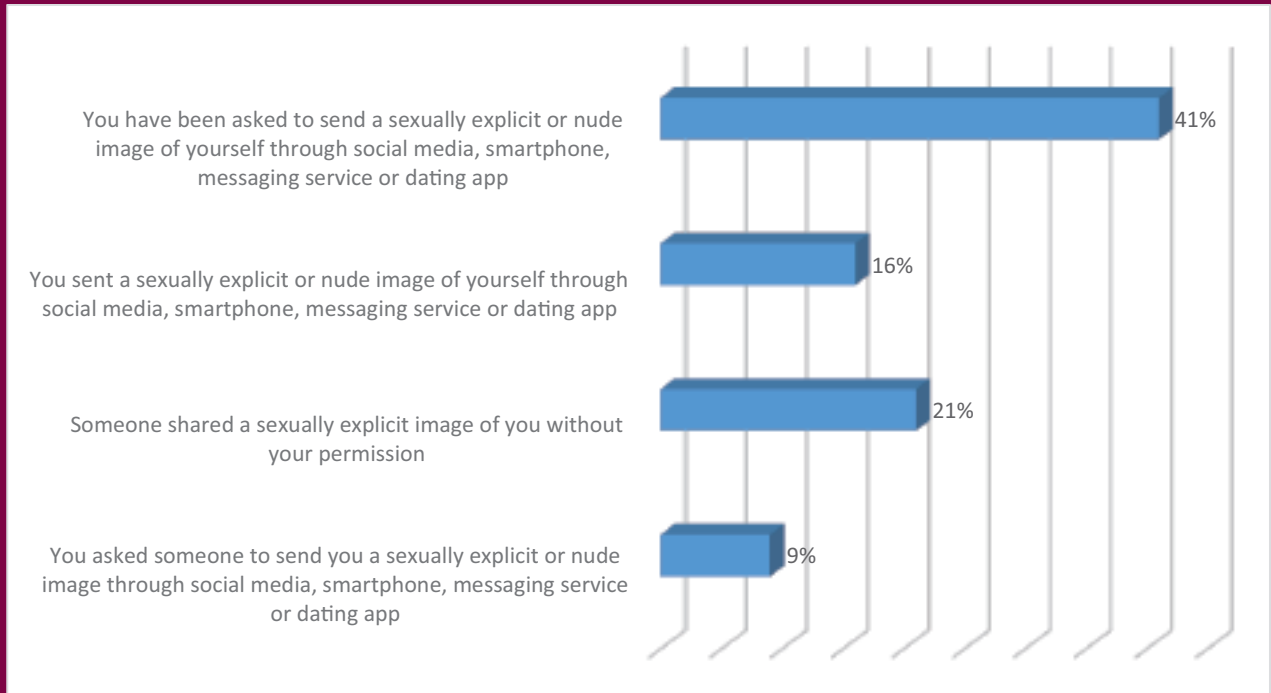 You have been asked to send a sexually explicit or nude
image of yourself through social media, smartphone,
messaging service or dating app
41%
You sent a sexually explicit or nude image of yourself through
social media, smartphone, messaging service or dating app
16%
Someone shared a sexually explicit image of you without
your permission
21%
You asked someone to send you a sexually explicit or nude
image through social media, smartphone, messaging service
or dating app
9%